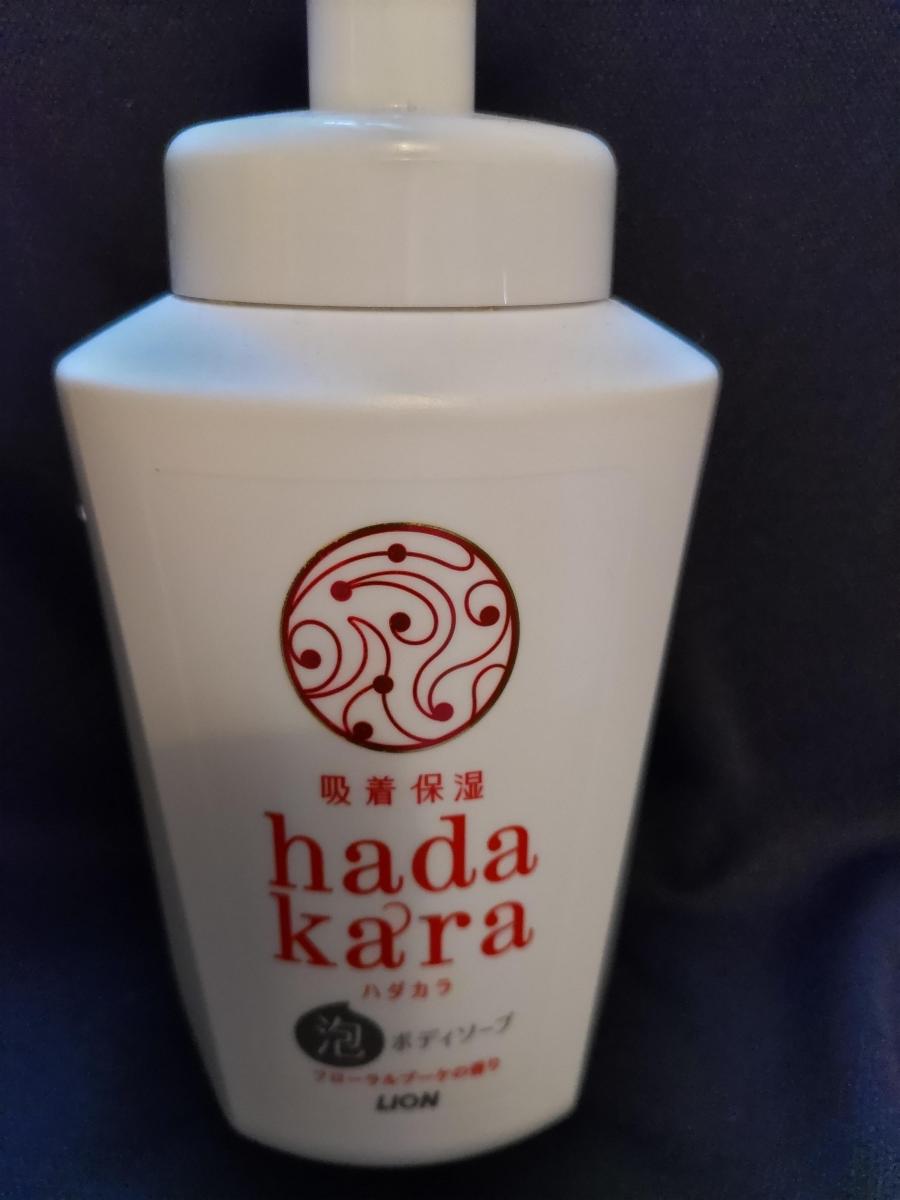 吸着保湿
hada
kara
ハダカラ
泡 ボディソープ
フローラルブーケの香り
LION